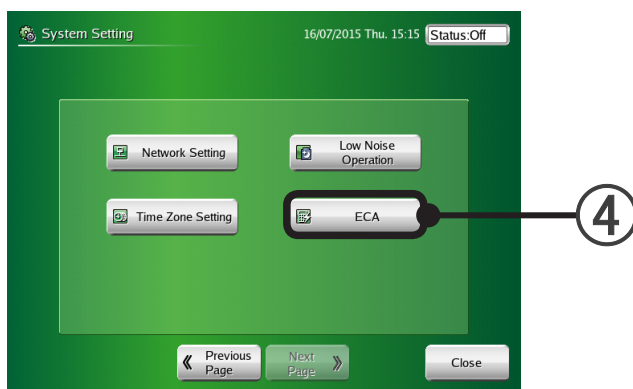 System Setting
16/07/2015 Thu. 15:15 Status:Off
Network Setting
Low Noise
Operation
Time Zone Setting
ECA
④
《 Previous
Page
Next
Page 》
Close